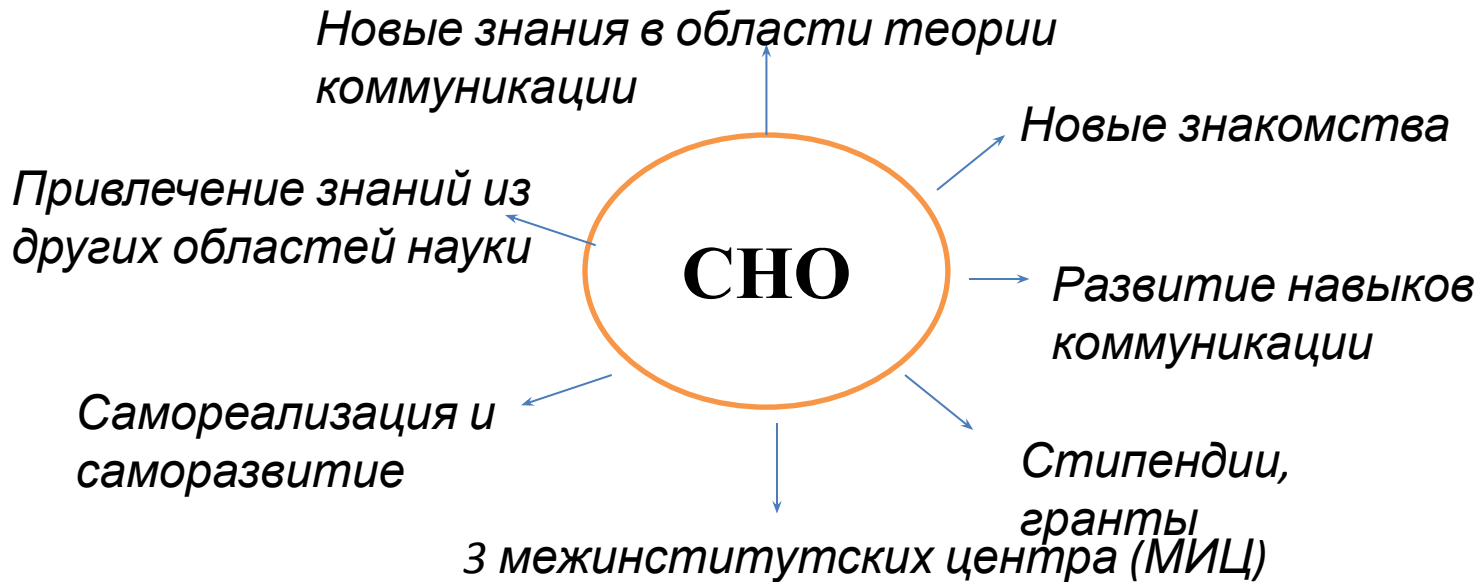 Новые знания в области теории
коммуникации
Новые знакомства
Привлечение знаний из
других областей науки
СНО
Развитие навыков
коммуникации
Самореализация и
саморазвитие
Стипендии,
гранты
3 межинститутских центра (МИЦ)